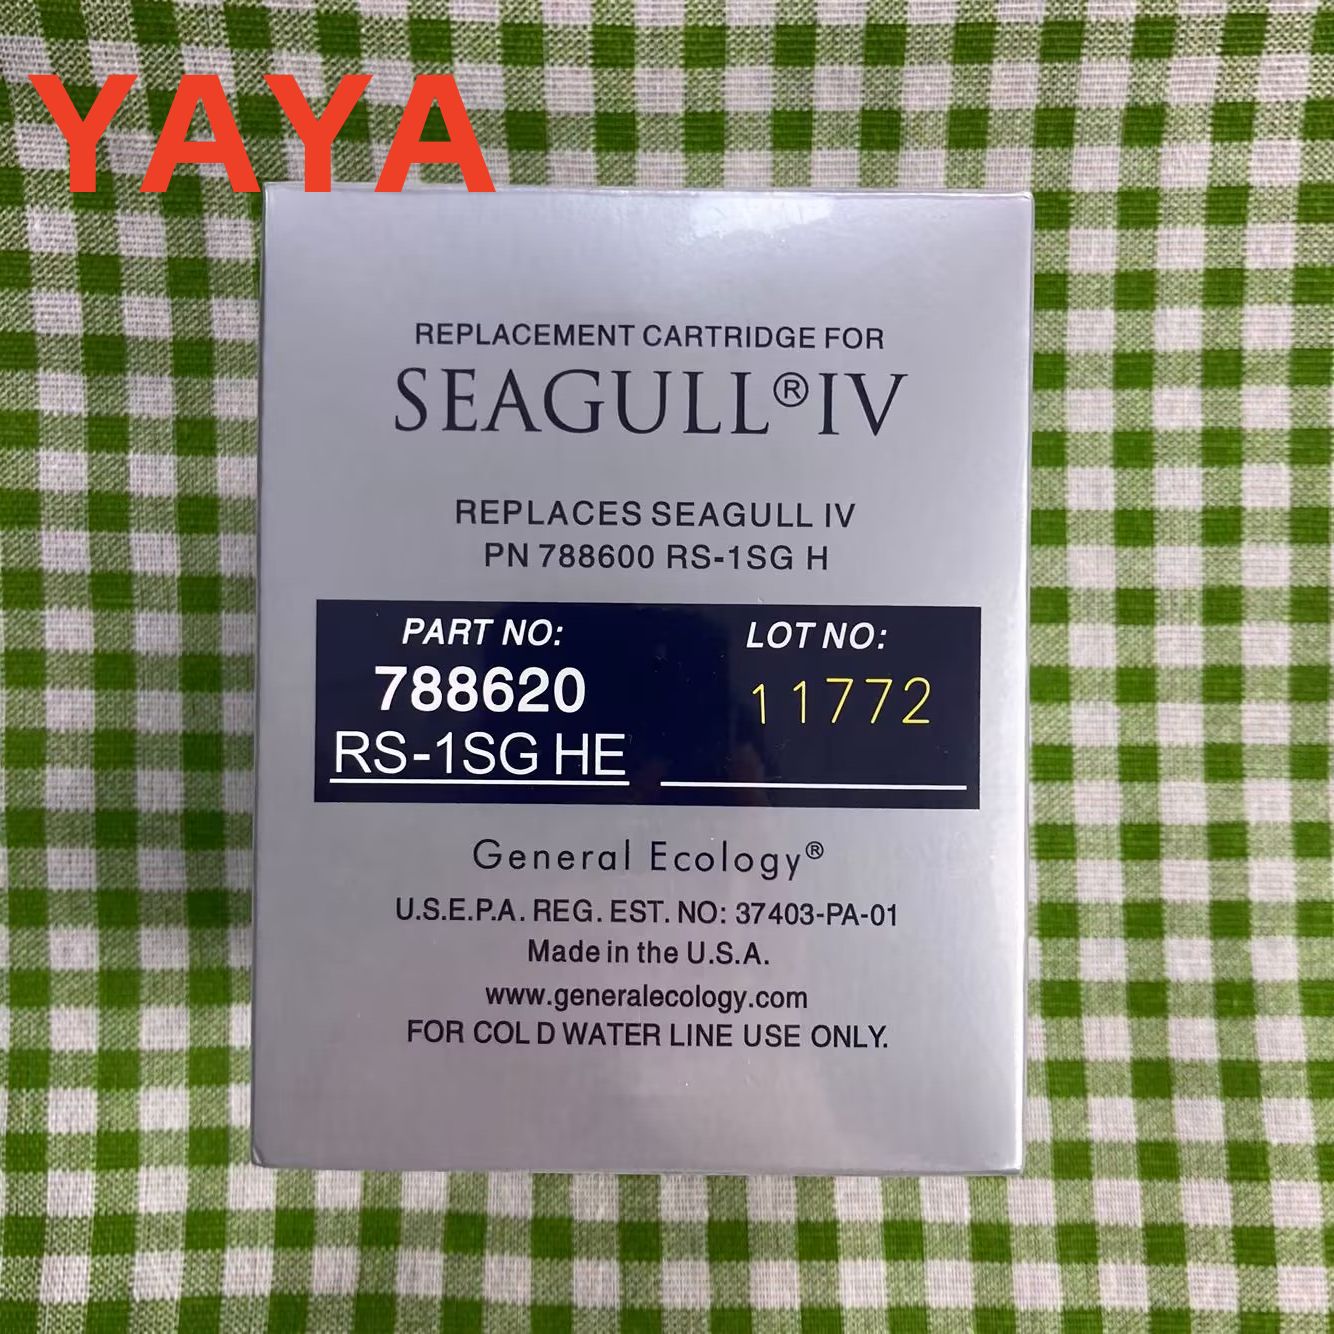 YAYA
REPLACEMENT CARTRIDGE FOR
SEAGULL® IV
REPLACES SEAGULL IV
PN 788600 RS-1SG H
PART NO:
788620
RS-1SG HE
LOT NO:
11772
General Ecology®
U.S.E.P.A. REG. EST. NO: 37403-PA-01
Made in the U.S.A.
www.generalecology.com
FOR COLD WATER LINE USE ONLY.